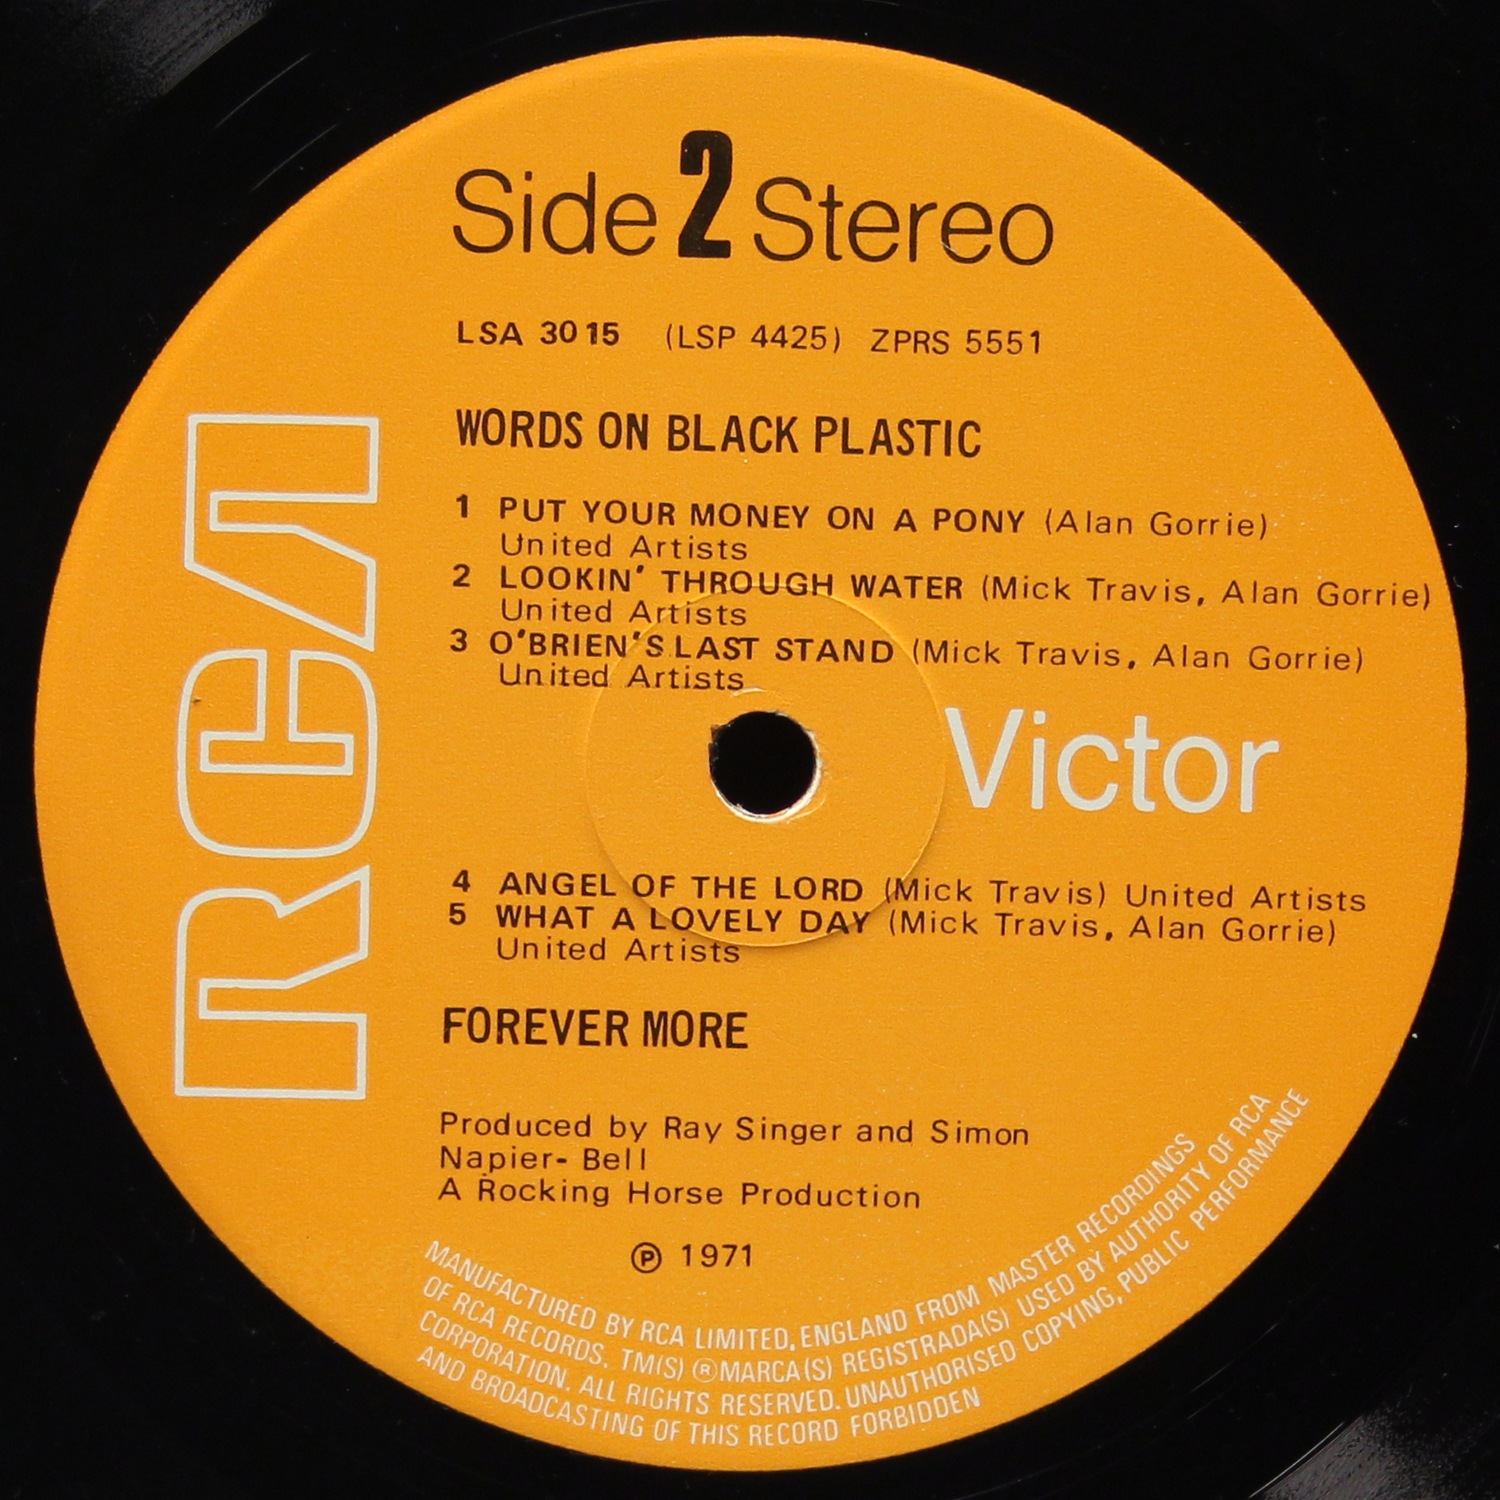 Side 2 Stereo
LSA 3015 (LSP 4425) ZPRS 5551
WORDS ON BLACK PLASTIC
1 PUT YOUR MONEY ON A PONY (Alan Gorrie)
United Artists
2 LOOKIN' THROUGH WATER (Mick Travis, Alan Gorrie)
United Artists
3 O'BRIEN'S LAST STAND (Mick Travis, Alan Gorrie)
United Artists
RCA
Victor
4 ANGEL OF THE LORD (Mick Travis) United Artists
5 WHAT A LOVELY DAY (Mick Travis, Alan Gorrie)
United Artists
FOREVER MORE
Produced by Ray Singer and Simon
Napier- Bell
A Rocking Horse Production
℗ 1971
MANUFACTURED BY RCA LIMITED, ENGLAND FROM MASTER RECORDINGS
OF RCA RECORDS. TM(S) ® MARCA(S) REGISTRADA(S) USED BY AUTHORITY OF RCA
CORPORATION. ALL RIGHTS RESERVED. UNAUTHORISED COPYING, PUBLIC PERFORMANCE
AND BROADCASTING OF THIS RECORD FORBIDDEN